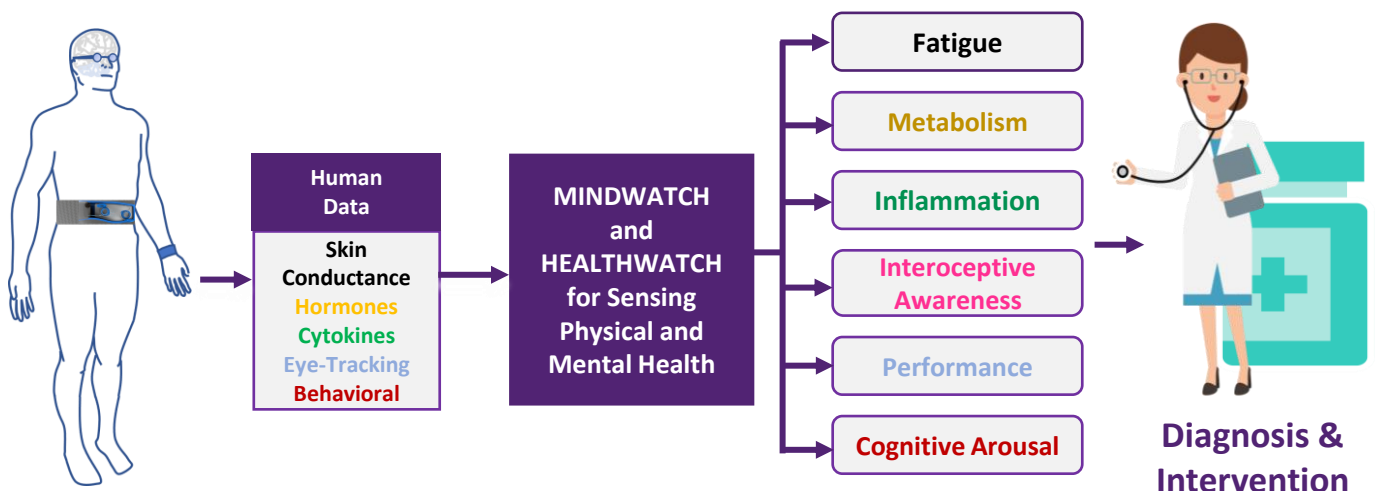 Human
Data
Skin
Conductance
Hormones
Cytokines
Eye-Tracking
Behavioral
MINDWATCH
and
HEALTHWATCH
for Sensing
Physical and
Mental Health
Fatigue
Metabolism
Inflammation
Interoceptive
Awareness
Performance
Cognitive Arousal
Diagnosis &
Intervention